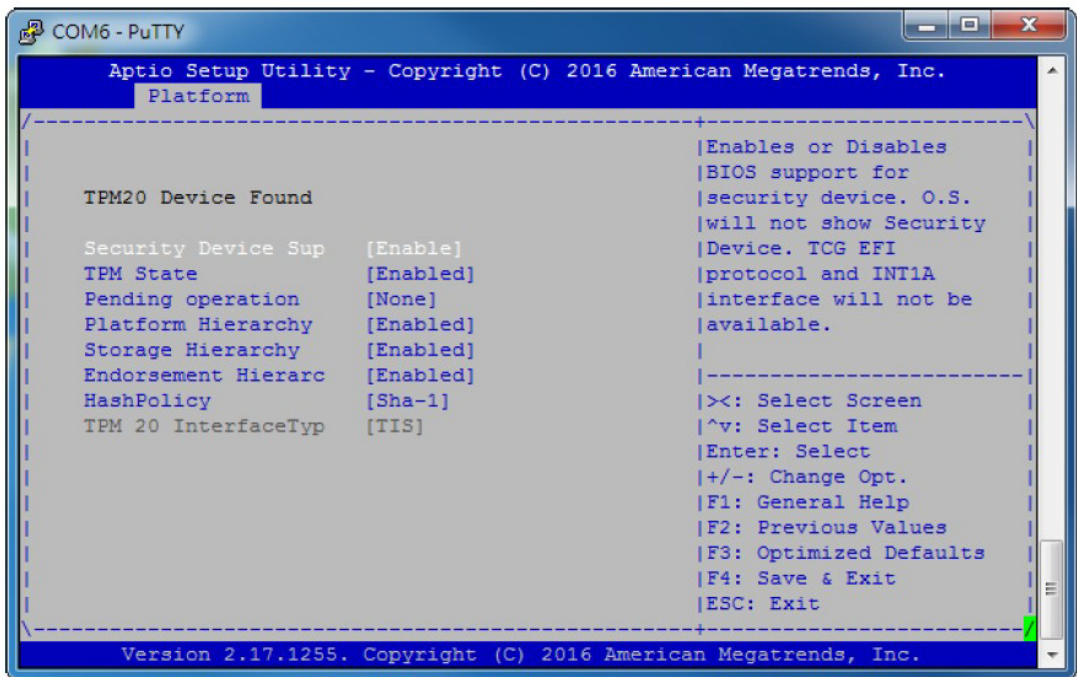 COM6 - PuTTY
Aptio Setup Utility - Copyright (C) 2016 American Megatrends, Inc.
Platform
TPM20 Device Found
Security Device Sup [Enable]
TPM State [Enabled]
Pending operation [None]
Platform Hierarchy [Enabled]
Storage Hierarchy [Enabled]
Endorsement Hierarc [Enabled]
HashPolicy [Sha-1]
TPM 20 InterfaceTyp [TIS]
Enables or Disables
BIOS support for
security device. O.S.
will not show Security
Device. TCG EFI
protocol and INT1A
interface will not be
available.
><: Select Screen
^v: Select Item
Enter: Select
+/-: Change Opt.
F1: General Help
F2: Previous Values
F3: Optimized Defaults
F4: Save & Exit
ESC: Exit
Version 2.17.1255. Copyright (C) 2016 American Megatrends, Inc.